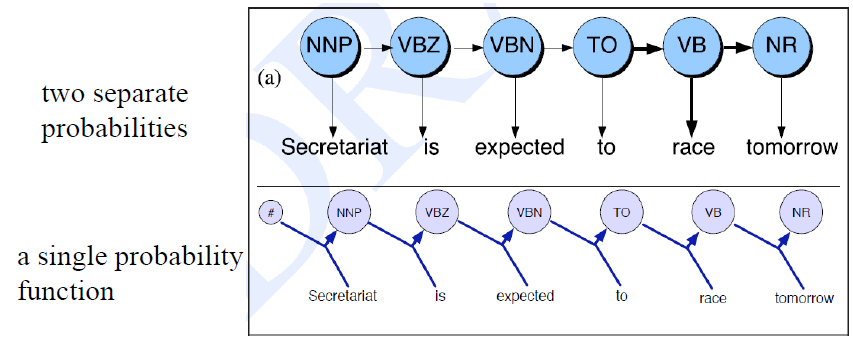 two separate
probabilities
NNP VBZ VBN TO VB NR
(a)
Secretariat is expected to race tomorrow
a single probability
function
# NNP VBZ VBN TO VB NR
Secretariat is expected to race tomorrow